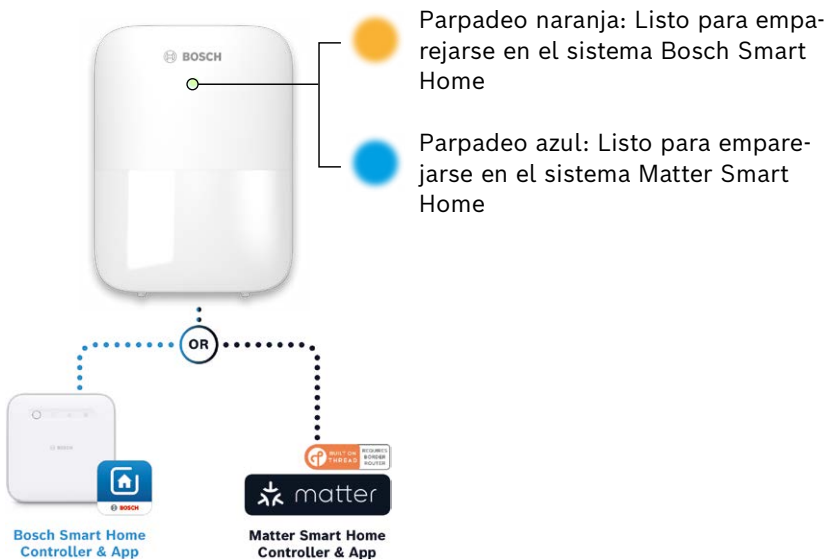 BOSCH
Parpadeo naranja: Listo para empa-
rejarse en el sistema Bosch Smart
Home
Parpadeo azul: Listo para empare-
jarse en el sistema Matter Smart
Home
OR
BOSCH
BOSCH
Bosch Smart Home
Controller & App
BUILT ON
THREAD
REQUIRES
BORDER
ROUTER
matter
Matter Smart Home
Controller & App